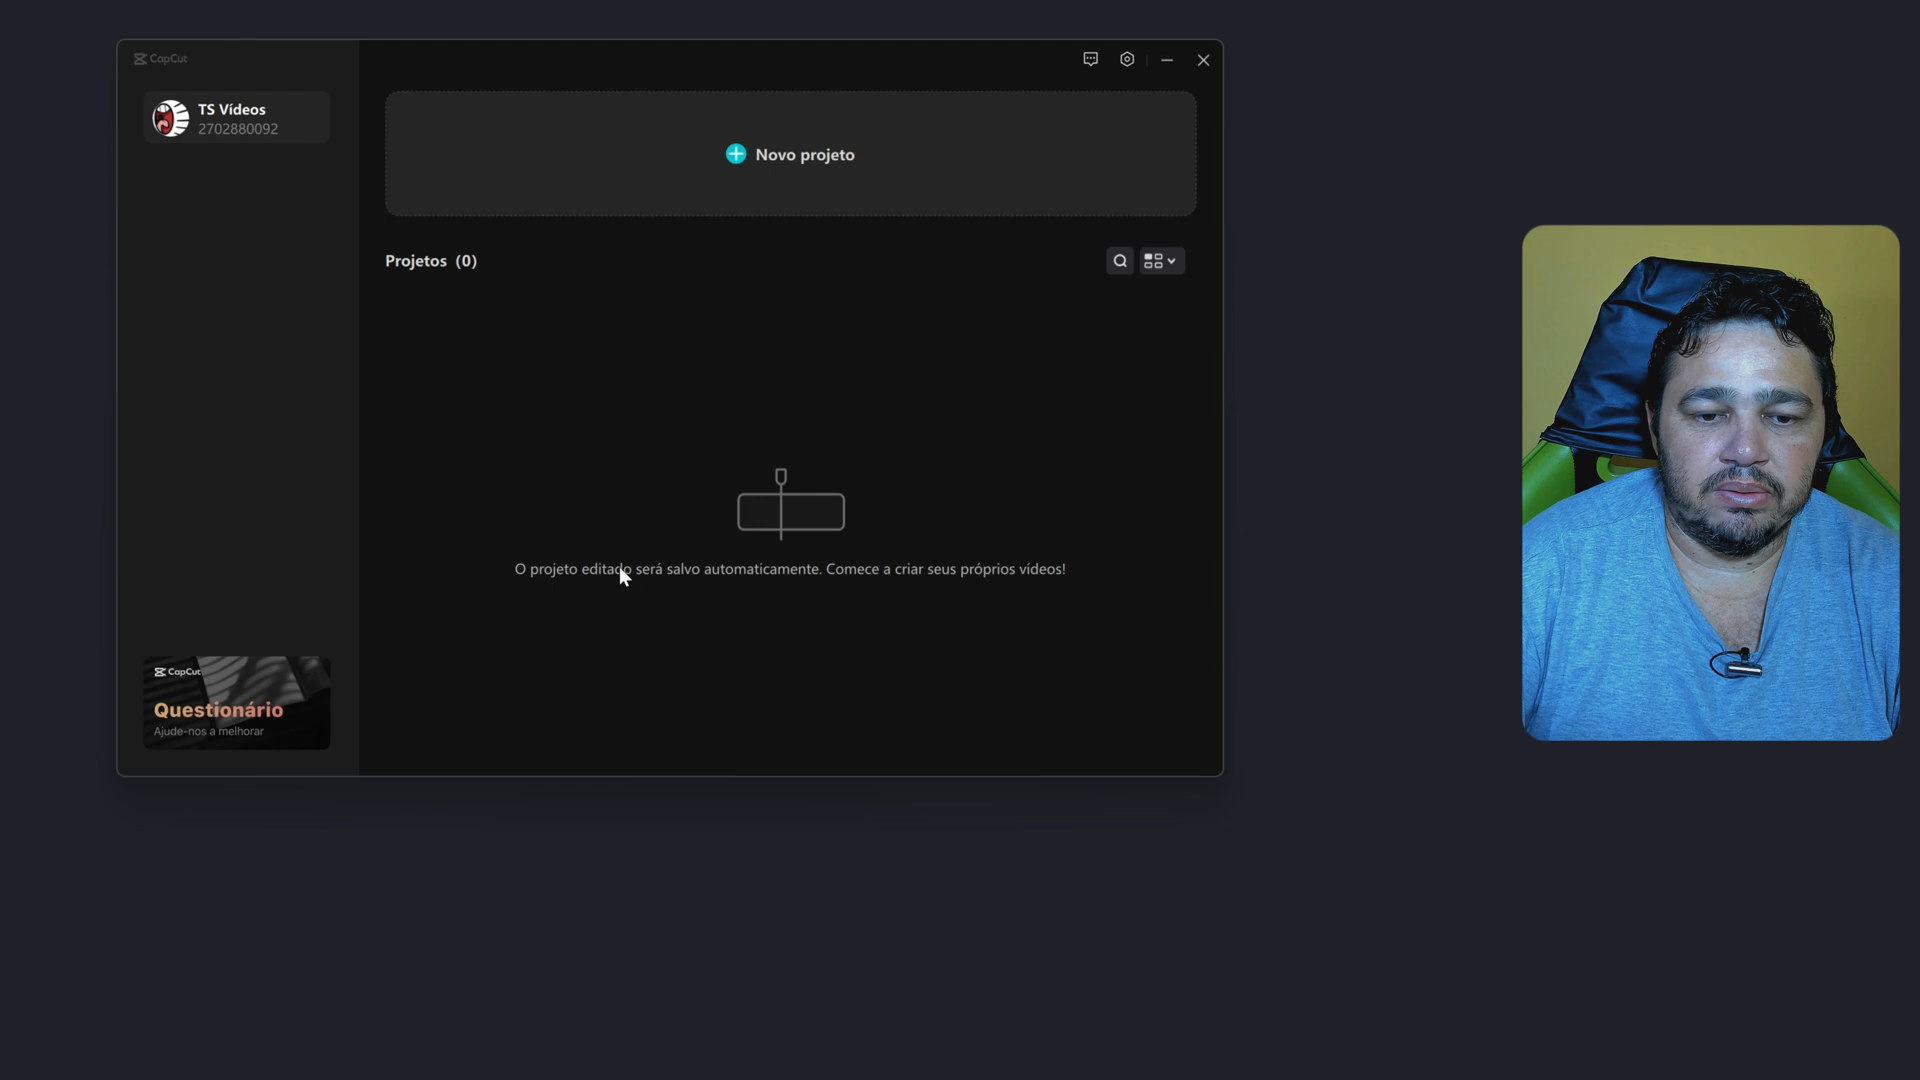 CapCut
TS Vídeos
2702880092
Novo projeto
Projetos (0)
O projeto editado será salvo automaticamente. Comece a criar seus próprios vídeos!
CapCut
Questionário
Ajude-nos a melhorar